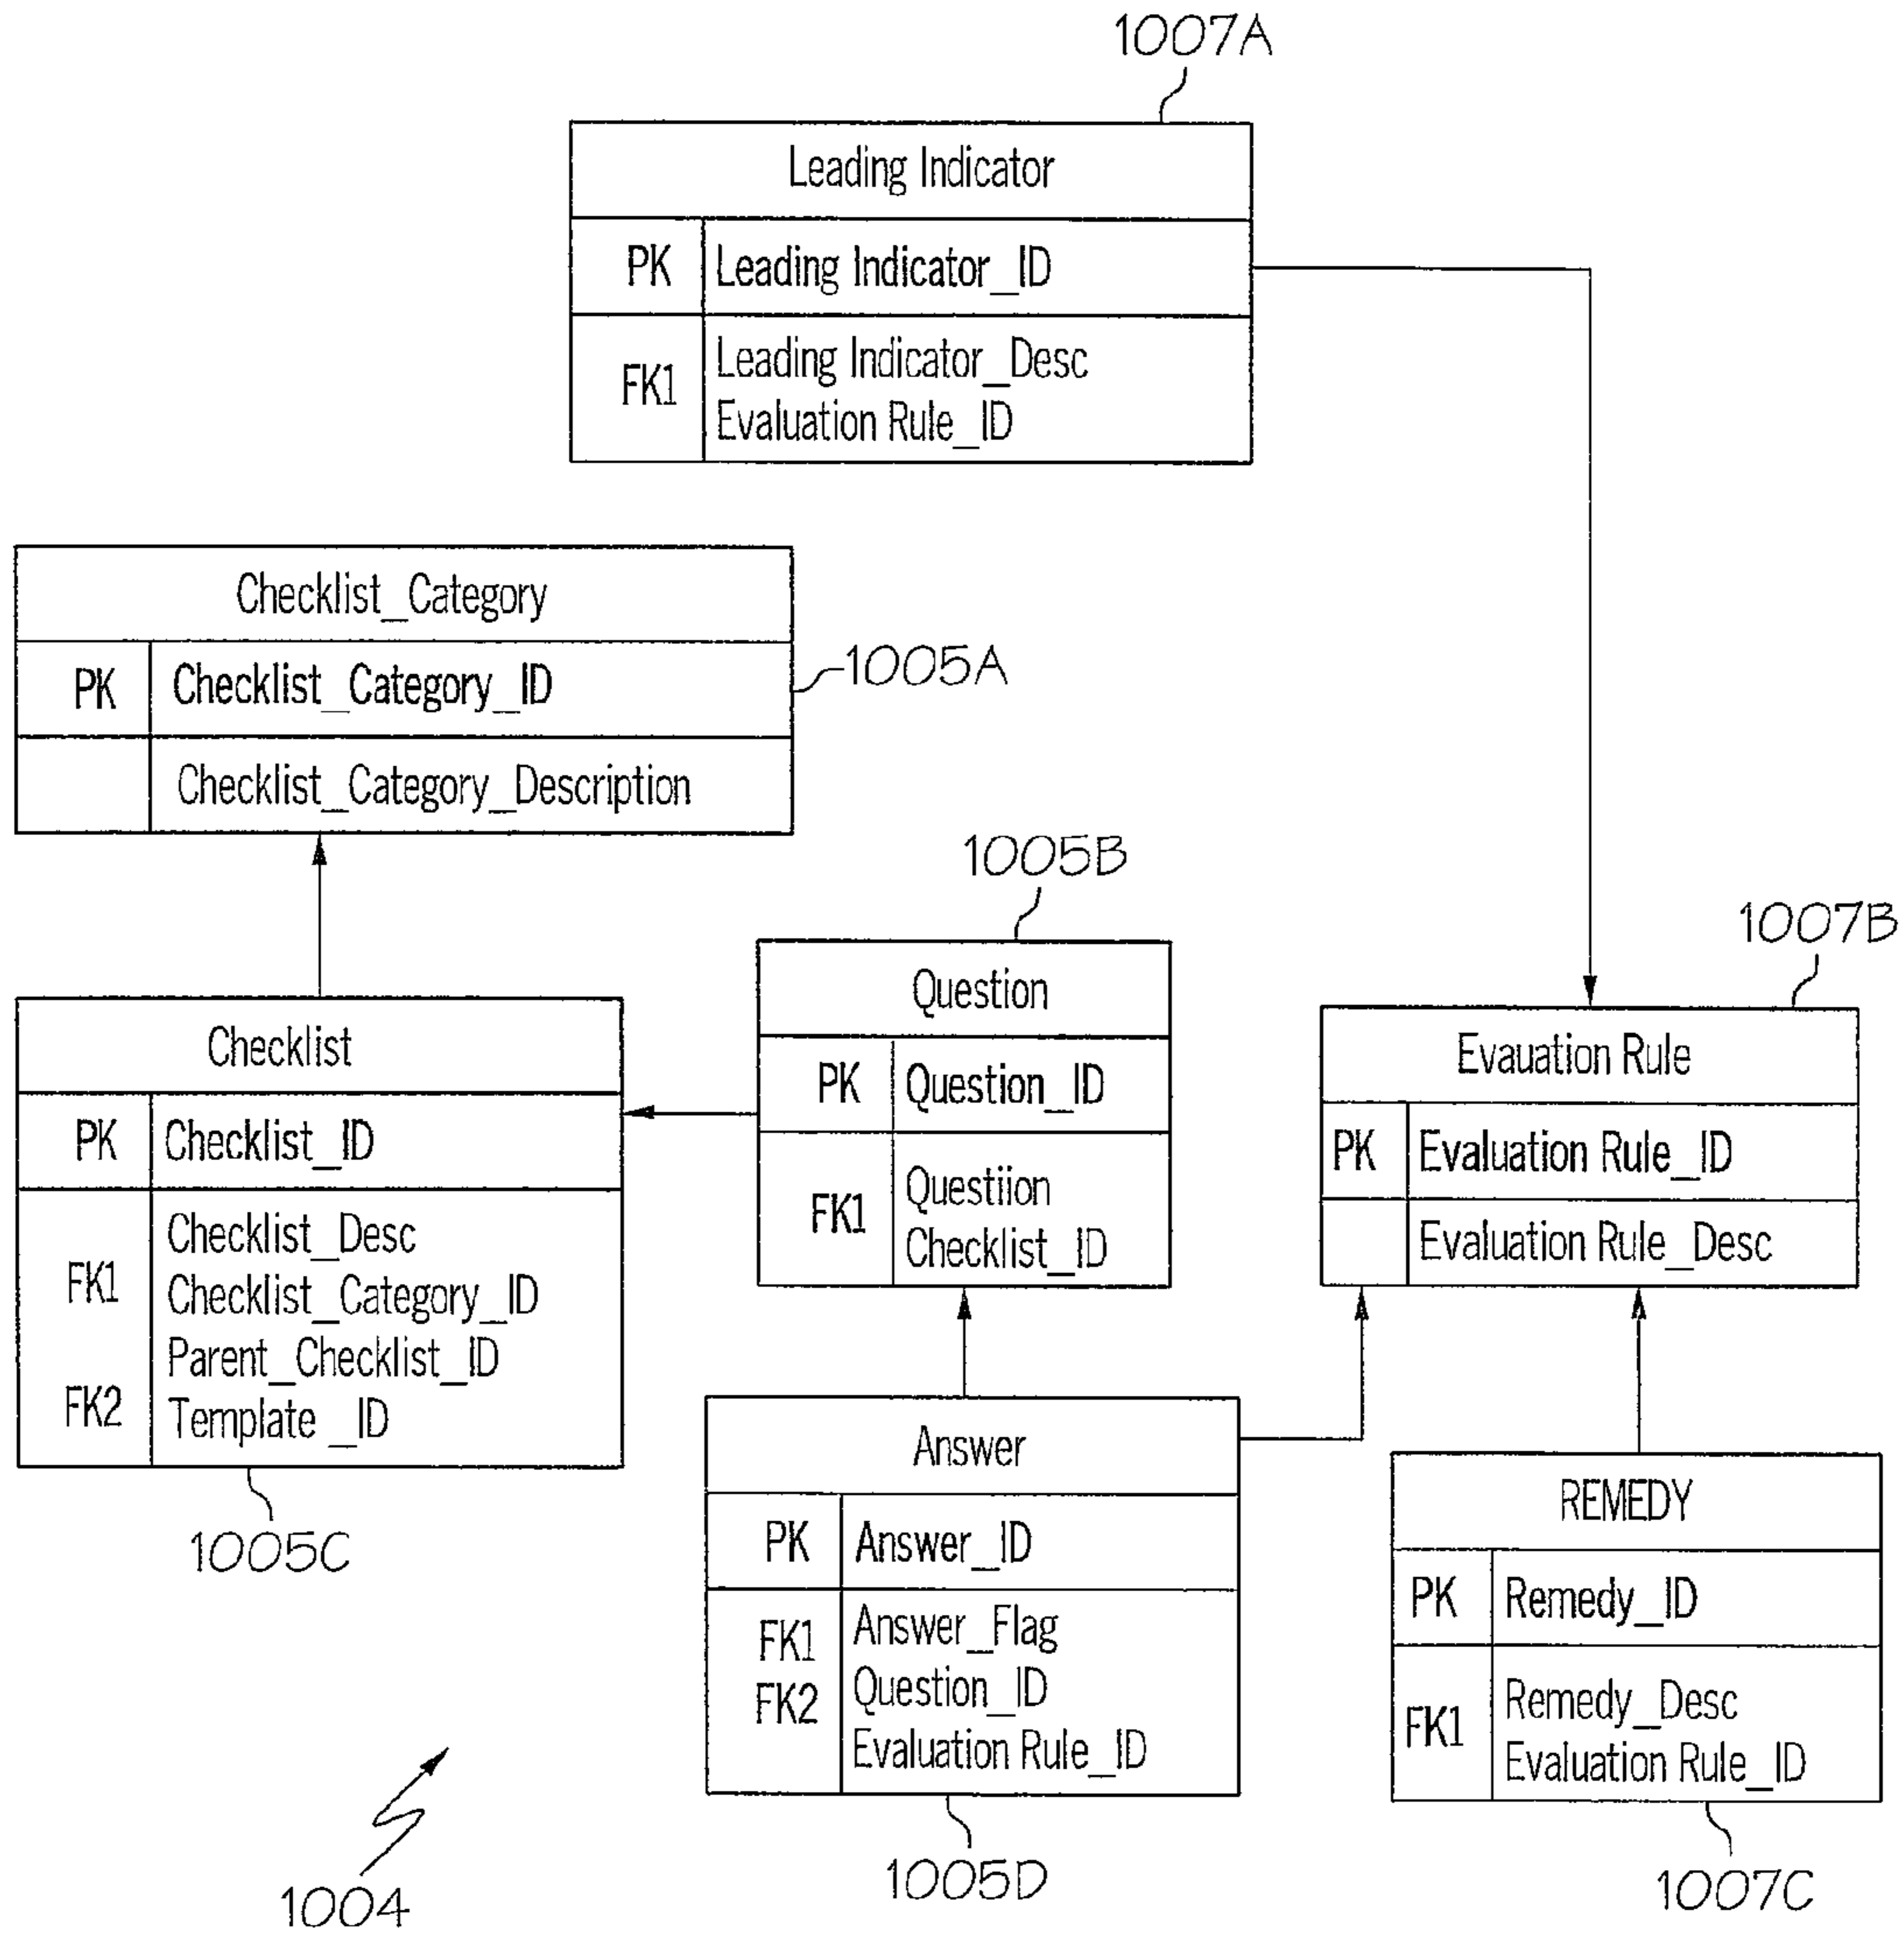 1007A
Leading Indicator
PK Leading Indicator_ID
Leading Indicator_Desc
FK1
Evaluation Rule_ID
Checklist_Category
PK Checklist_Category_ID
1005A
Checklist_Category_Description
1005B
Question
PK Question_ID
Questiion
FK1
Checklist_ID
1007B
Evauation Rule
PK Evaluation Rule_ID
Evaluation Rule_Desc
Checklist
PK Checklist_ID
Checklist_Desc
FK1
Checklist_Category_ID
Parent_Checklist_ID
FK2
Template _ID
1005C
Answer
PK Answer_ID
FK1 Answer_Flag
FK2 Question_ID
Evaluation Rule_ID
1005D
REMEDY
PK Remedy_ID
Remedy_Desc
FK1
Evaluation Rule_ID
1007C
1004